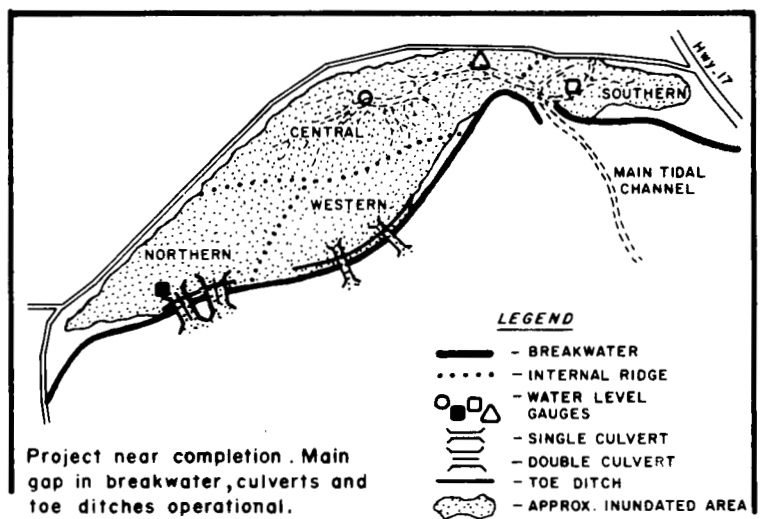 Hwy. 17
SOUTHERN
CENTRAL
MAIN TIDAL
CHANNEL
WESTERN
NORTHERN
LEGEND
- BREAKWATER
- INTERNAL RIDGE
- WATER LEVEL
GAUGES
- SINGLE CULVERT
- DOUBLE CULVERT
- TOE DITCH
- APPROX. INUNDATED AREA
Project near completion. Main
gap in breakwater, culverts and
toe ditches operational.